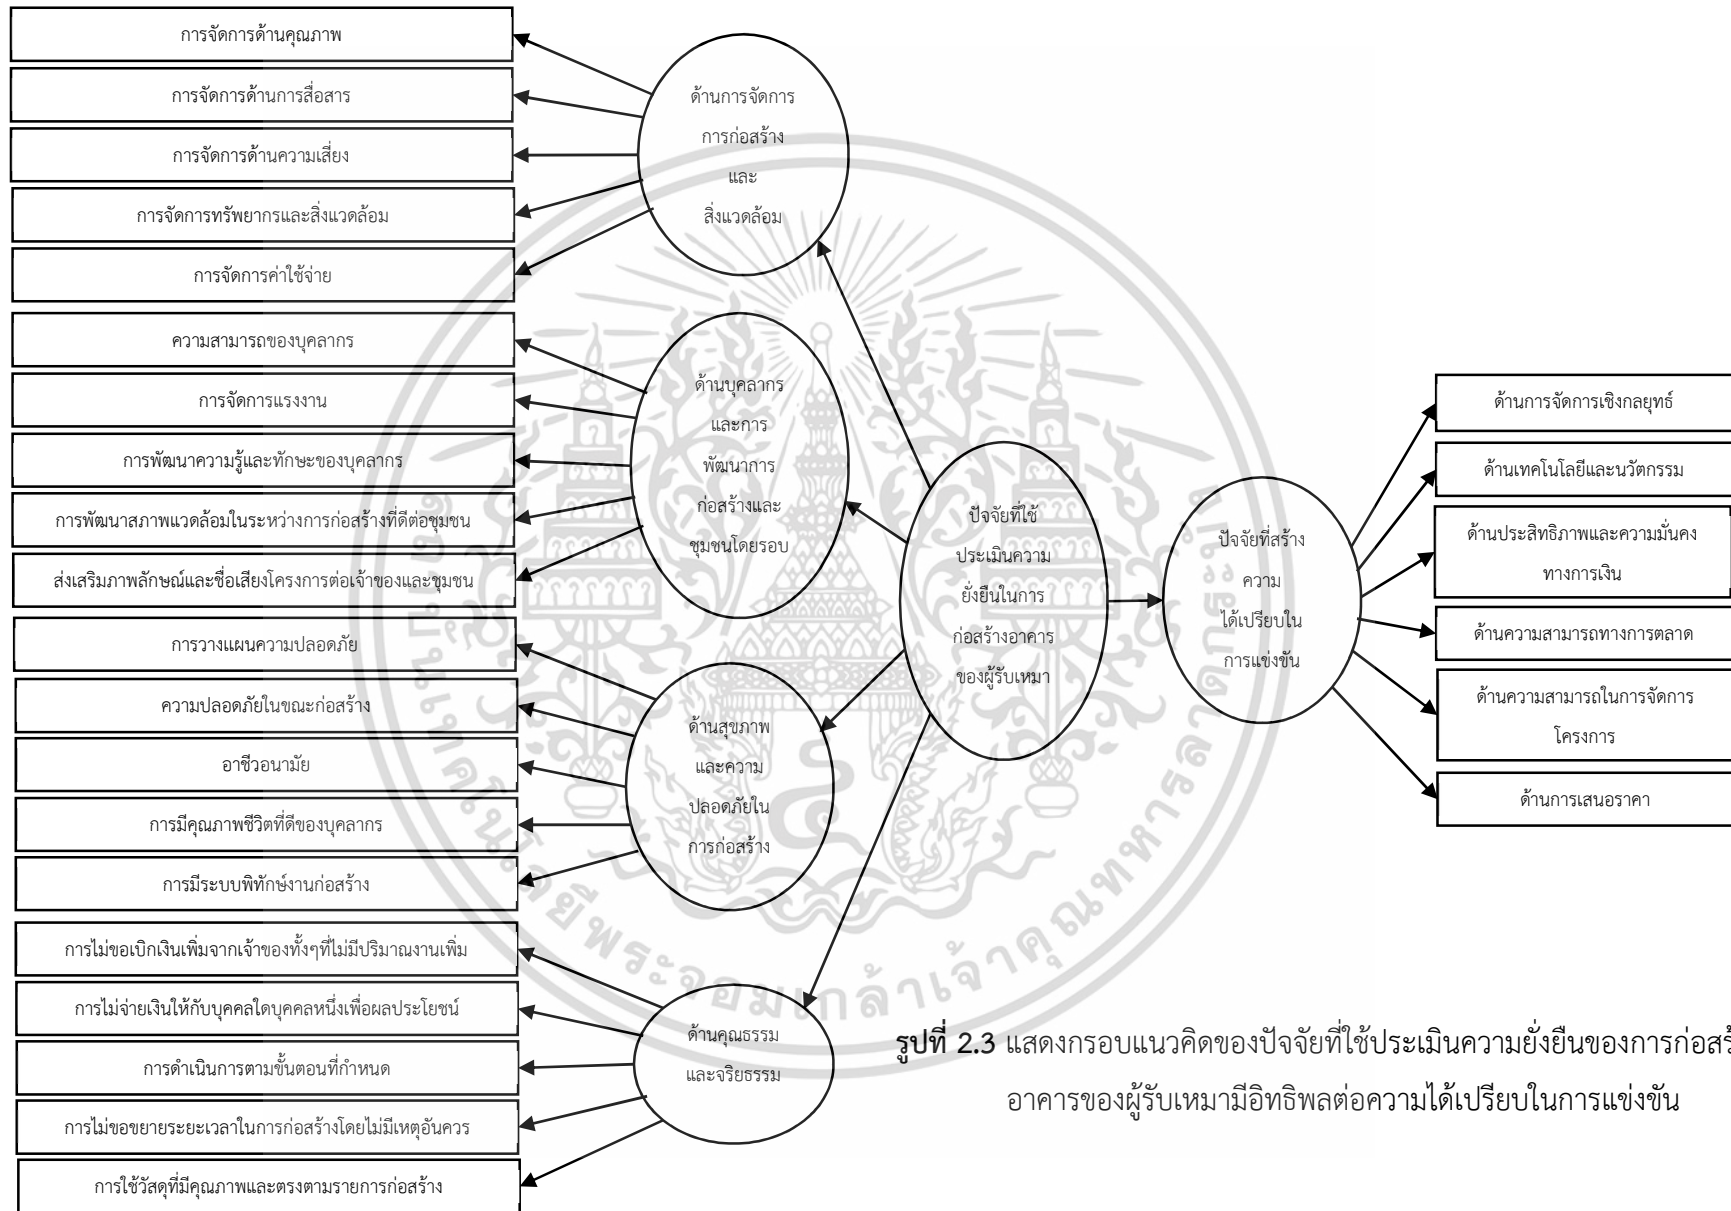 การจัดการด้านคุณภาพ
การจัดการด้านการสื่อสาร
การจัดการด้านความเสี่ยง
การจัดการทรัพยากรและสิ่งแวดล้อม
การจัดการค่าใช้จ่าย
ด้านการจัดการ
การก่อสร้าง
และ
สิ่งแวดล้อม
ความสามารถของบุคลากร
การจัดการแรงงาน
การพัฒนาความรู้และทักษะของบุคลากร
การพัฒนาสภาพแวดล้อมในระหว่างการก่อสร้างที่ดีต่อชุมชน
ส่งเสริมภาพลักษณ์และชื่อเสียงโครงการต่อเจ้าของและชุมชน
ด้านบุคลากร
และการ
พัฒนาการ
ก่อสร้างและ
ชุมชนโดยรอบ
การวางแผนความปลอดภัย
ความปลอดภัยในขณะก่อสร้าง
อาชีวอนามัย
การมีคุณภาพชีวิตที่ดีของบุคลากร
การมีระบบพิทักษ์งานก่อสร้าง
ด้านสุขภาพ
และความ
ปลอดภัยใน
การก่อสร้าง
การไม่ขอเบิกเงินเพิ่มจากเจ้าของทั้งๆที่ไม่มีปริมาณงานเพิ่ม
การไม่จ่ายเงินให้กับบุคคลใดบุคคลหนึ่งเพื่อผลประโยชน์
การดำเนินการตามขั้นตอนที่กำหนด
การไม่ขอขยายระยะเวลาในการก่อสร้างโดยไม่มีเหตุอันควร
การใช้วัสดุที่มีคุณภาพและตรงตามรายการก่อสร้าง
ด้านคุณธรรม
และจริยธรรม
ปัจจัยที่ใช้
ประเมินความ
ยั่งยืนในการ
ก่อสร้างอาคาร
ของผู้รับเหมา
ปัจจัยที่สร้าง
ความ
ได้เปรียบใน
การแข่งขัน
ด้านการจัดการเชิงกลยุทธ์
ด้านเทคโนโลยีและนวัตกรรม
ด้านประสิทธิภาพและความมั่นคง
ทางการเงิน
ด้านความสามารถทางการตลาด
ด้านความสามารถในการจัดการ
โครงการ
ด้านการเสนอราคา
สถาบันเทคโนโลยีพระจอมเกล้าเจ้าคุณทหารลาดกระบัง
รูปที่ 2.3 แสดงกรอบแนวคิดของปัจจัยที่ใช้ประเมินความยั่งยืนของการก่อสร้
อาคารของผู้รับเหมามีอิทธิพลต่อความได้เปรียบในการแข่งขัน